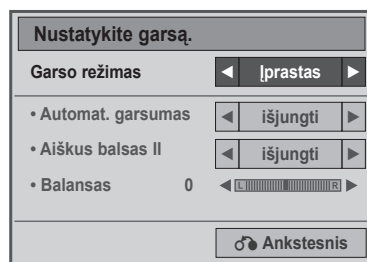 Nustatykite garsą.
Garso režimas ◄ Įprastas ►
• Automat. garsumas ◄ išjungti ►
• Aiškus balsas II ◄ išjungti ►
• Balansas 0 ◄ L R ►
Ankstesnis